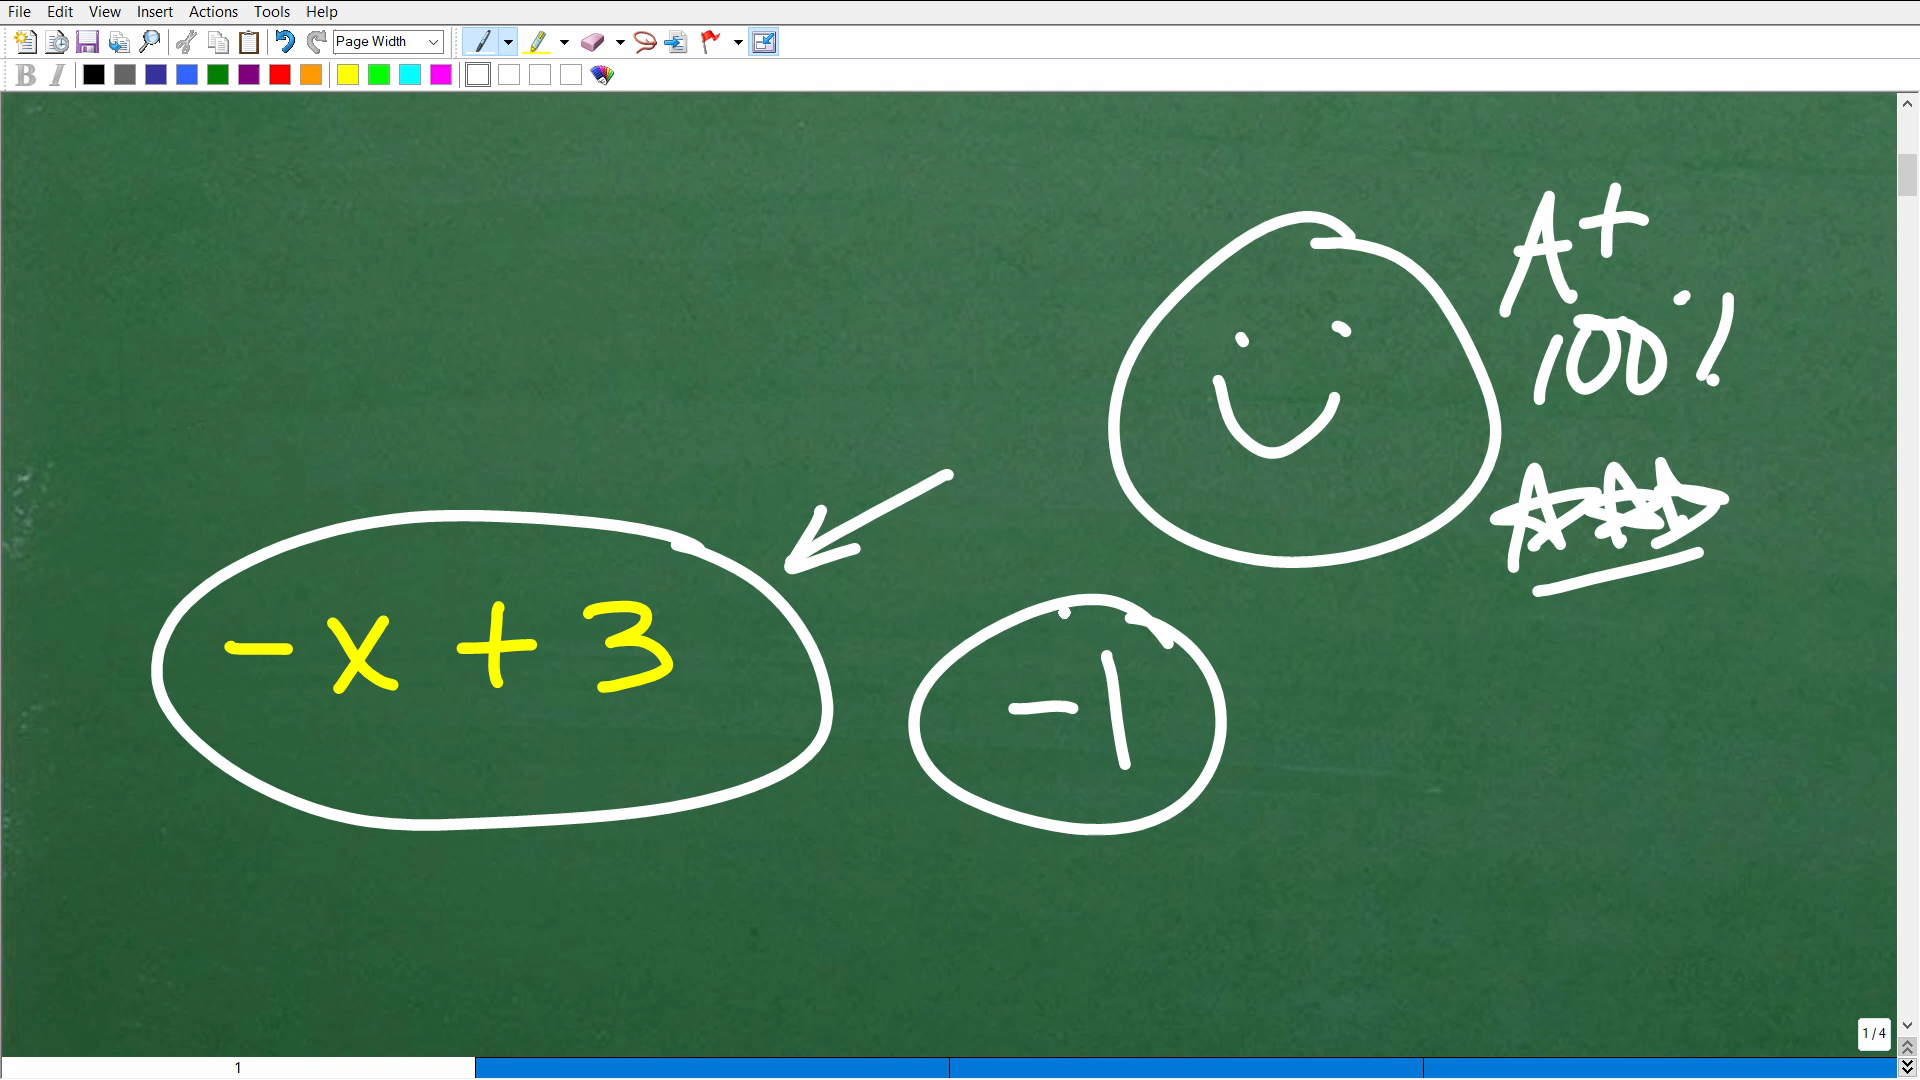 File Edit View Insert Actions Tools Help
Page Width
B I
A+
100%
-x + 3
-1
1 / 4
1